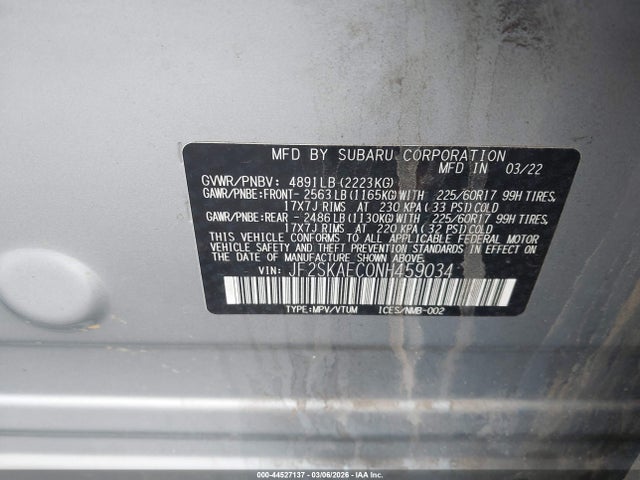 MFD BY SUBARU CORPORATION
MFD IN 03/22
GVWR/PNBV: 4891LB(2223KG)
GAWR/PNBE:FRONT-2563LB(1165KG)WITH 225/60R17 99H TIRES,
17X7J RIMS AT 230 KPA(33 PSI)COLD
GAWR/PNBE:REAR -2486LB(1130KG)WITH 225/60R17 99H TIRES,
17X7J RIMS AT 220 KPA(32 PSI)COLD
THIS VEHICLE CONFORMS TO ALL APPLICABLE FEDERAL MOTOR
VEHICLE SAFETY AND THEFT PREVENTION STANDARDS IN EFFECT ON
THE DATE OF MANUFACTURE SHOWN ABOVE.
VIN: JF2SKAFC0NH459034
TYPE:MPV/VTUM ICES/NMB-002
000-44527137 - 03/06/2026 - © IAA, Inc.